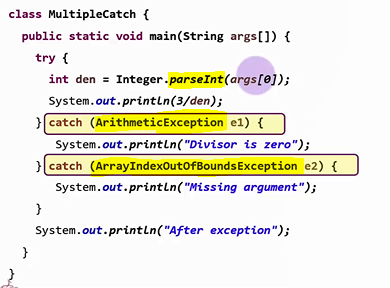 class MultipleCatch {
public static void main(String args[]) {
try {
int den = Integer.parseInt(args[0]);
System.out.println(3/den);
} catch (ArithmeticException e1) {
System.out.println("Divisor is zero");
} catch (ArrayIndexOutOfBoundsException e2) {
System.out.println("Missing argument");
}
System.out.println("After exception");
}
}